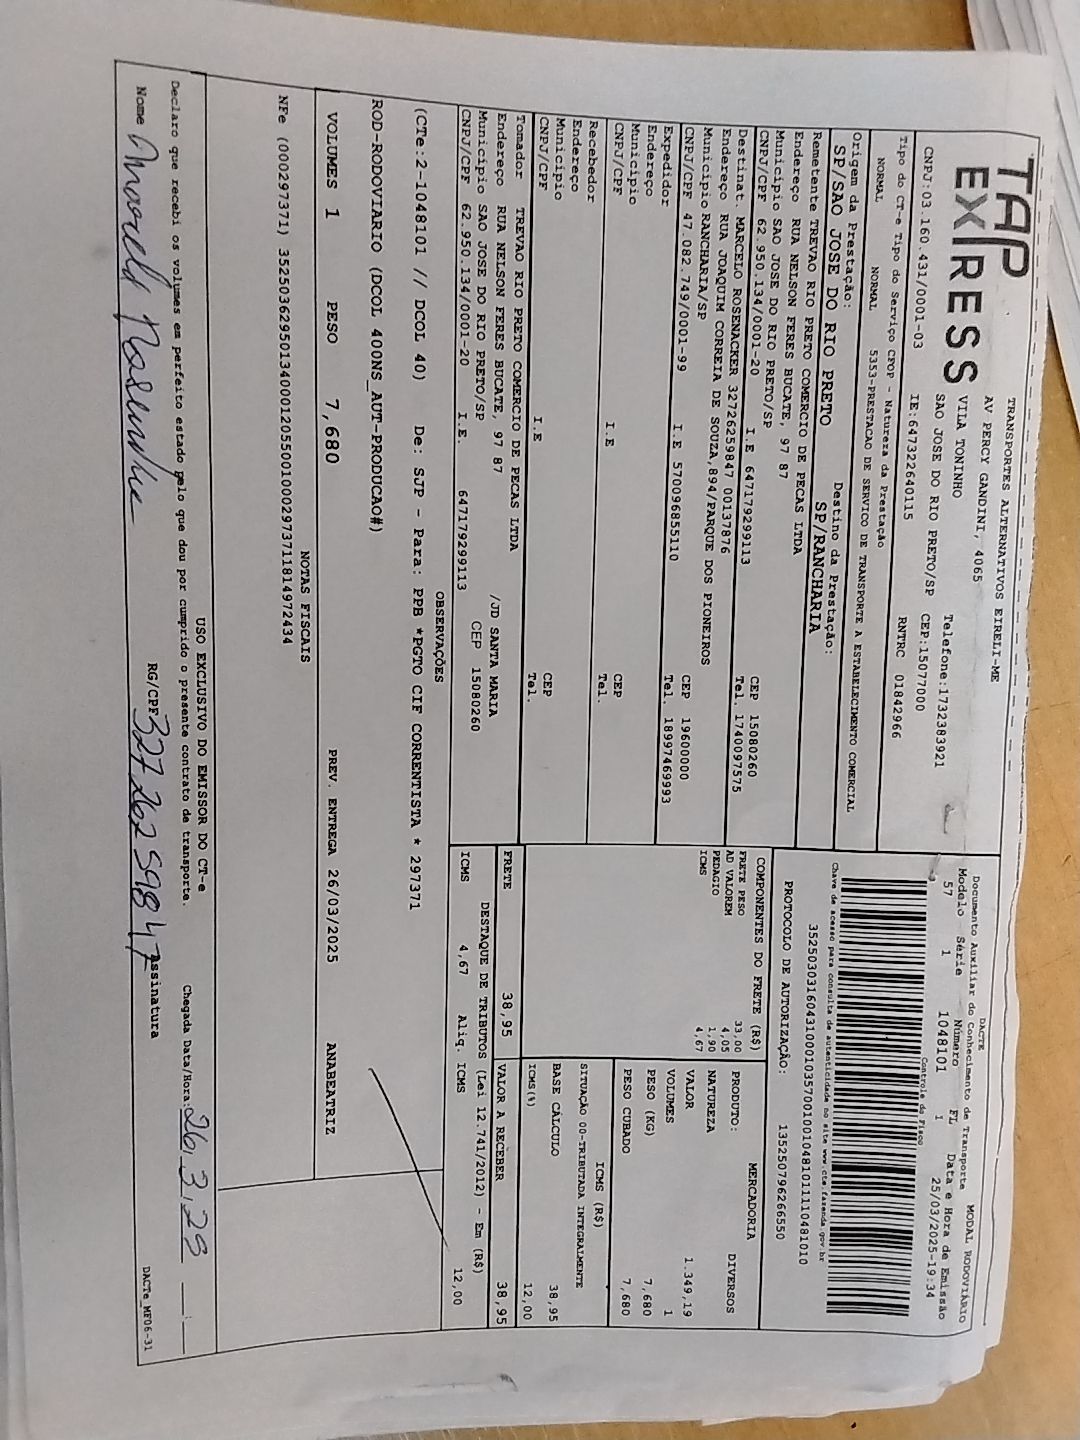 TAP
EXPRESS
TRANSPORTES ALTERNATIVOS EIRELI-ME
AV PERCY GANDINI, 4065
VILA TONINHO Telefone:1732383921
SAO JOSE DO RIO PRETO/SP CEP:15077000
CNPJ:03.160.431/0001-03 IE:647322640115 RNTRC 01842966
DACTE MODAL RODOVIÁRIO
Documento Auxiliar do Conhecimento de Transporte
Modelo Série Número FL Data e Hora de Emissão
57 1 1048101 1 25/03/2025-19:34
Controle do Fisco
Chave de acesso para consulta de autenticidade no site www.cte.fazenda.gov.br
35250303160431000103570010010481011110481010
PROTOCOLO DE AUTORIZAÇÃO: 135250796266550
Tipo do CT-e Tipo do Serviço CFOP - Natureza da Prestação
NORMAL NORMAL 5353-PRESTACAO DE SERVICO DE TRANSPORTE A ESTABELECIMENTO COMERCIAL
Origem da Prestação: Destino da Prestação:
SP/SAO JOSE DO RIO PRETO SP/RANCHARIA
Remetente TREVAO RIO PRETO COMERCIO DE PECAS LTDA
Endereço RUA NELSON FERES BUCATE, 97 87
Municipio SAO JOSE DO RIO PRETO/SP CEP 15080260
CNPJ/CPF 62.950.134/0001-20 I.E 647179299113 Tel. 1740097575
Destinat. MARCELO ROSENACKER 32726259847 00137876
Endereço RUA JOAQUIM CORREIA DE SOUZA,894/PARQUE DOS PIONEIROS
Municipio RANCHARIA/SP CEP 19600000
CNPJ/CPF 47.082.749/0001-99 I.E 570096855110 Tel. 18997469993
Expedidor
Endereço
Municipio CEP
CNPJ/CPF I.E Tel.
Recebedor
Endereço
Municipio CEP
CNPJ/CPF I.E Tel.
Tomador TREVAO RIO PRETO COMERCIO DE PECAS LTDA
Endereço RUA NELSON FERES BUCATE, 97 87 /JD SANTA MARIA
Municipio SAO JOSE DO RIO PRETO/SP CEP 15080260
CNPJ/CPF 62.950.134/0001-20 I.E 647179299113
COMPONENTES DO FRETE (R$)
FRETE PESO 33,00
AD VALOREM 4,05
PEDAGIO 1,90
ICMS 4,67
MERCADORIA
PRODUTO: DIVERSOS
NATUREZA
VALOR 1.349,19
VOLUMES 1
PESO (KG) 7,680
PESO CUBADO 7,680
ICMS (R$)
SITUAÇÃO 00-TRIBUTADA INTEGRALMENTE
BASE CÁLCULO 38,95
ICMS(%) 12,00
FRETE 38,95 VALOR A RECEBER 38,95
DESTAQUE DE TRIBUTOS (Lei 12.741/2012) - Em (R$)
ICMS 4,67 Aliq. ICMS 12,00
OBSERVAÇÕES
(CTe:2-1048101 // DCOL 40) De: SJP - Para: PPB *PGTO CIF CORRENTISTA * 297371
ROD-RODOVIARIO (DCOL 400NS_AUT-PRODUCAO#)
VOLUMES 1 PESO 7,680 PREV. ENTREGA 26/03/2025 ANABEATRIZ
NOTAS FISCAIS
NFe (000297371) 35250362950134000120550010002973711814972434
USO EXCLUSIVO DO EMISSOR DO CT-e
Declaro que recebi os volumes em perfeito estado pelo que dou por cumprido o presente contrato de transporte. Chegada Data/Hora: 26,3,28
Nome RG/CPF 327.26259847 Assinatura
DACTe_MF06-31